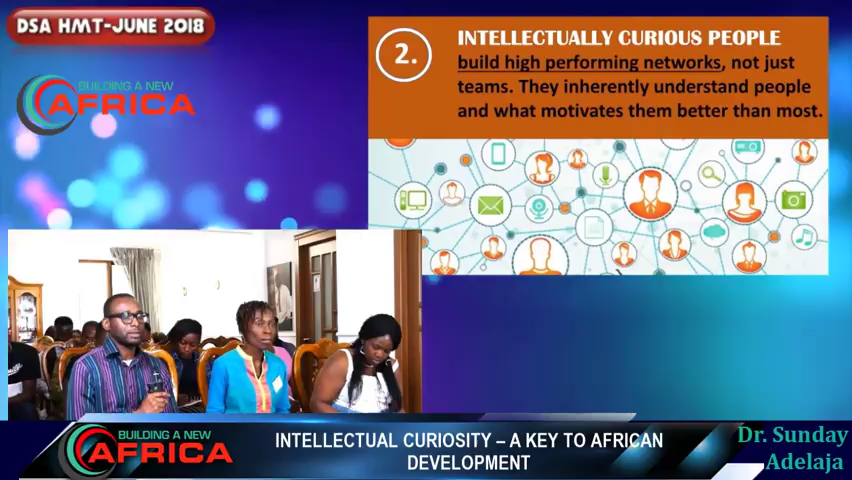 DSA HMT-JUNE 2018
BUILDING A NEW
AFRICA
2.
INTELLECTUALLY CURIOUS PEOPLE
build high performing networks, not just
teams. They inherently understand people
and what motivates them better than most.
BUILDING A NEW
AFRICA
INTELLECTUAL CURIOSITY – A KEY TO AFRICAN
DEVELOPMENT
Dr. Sunday
Adelaja